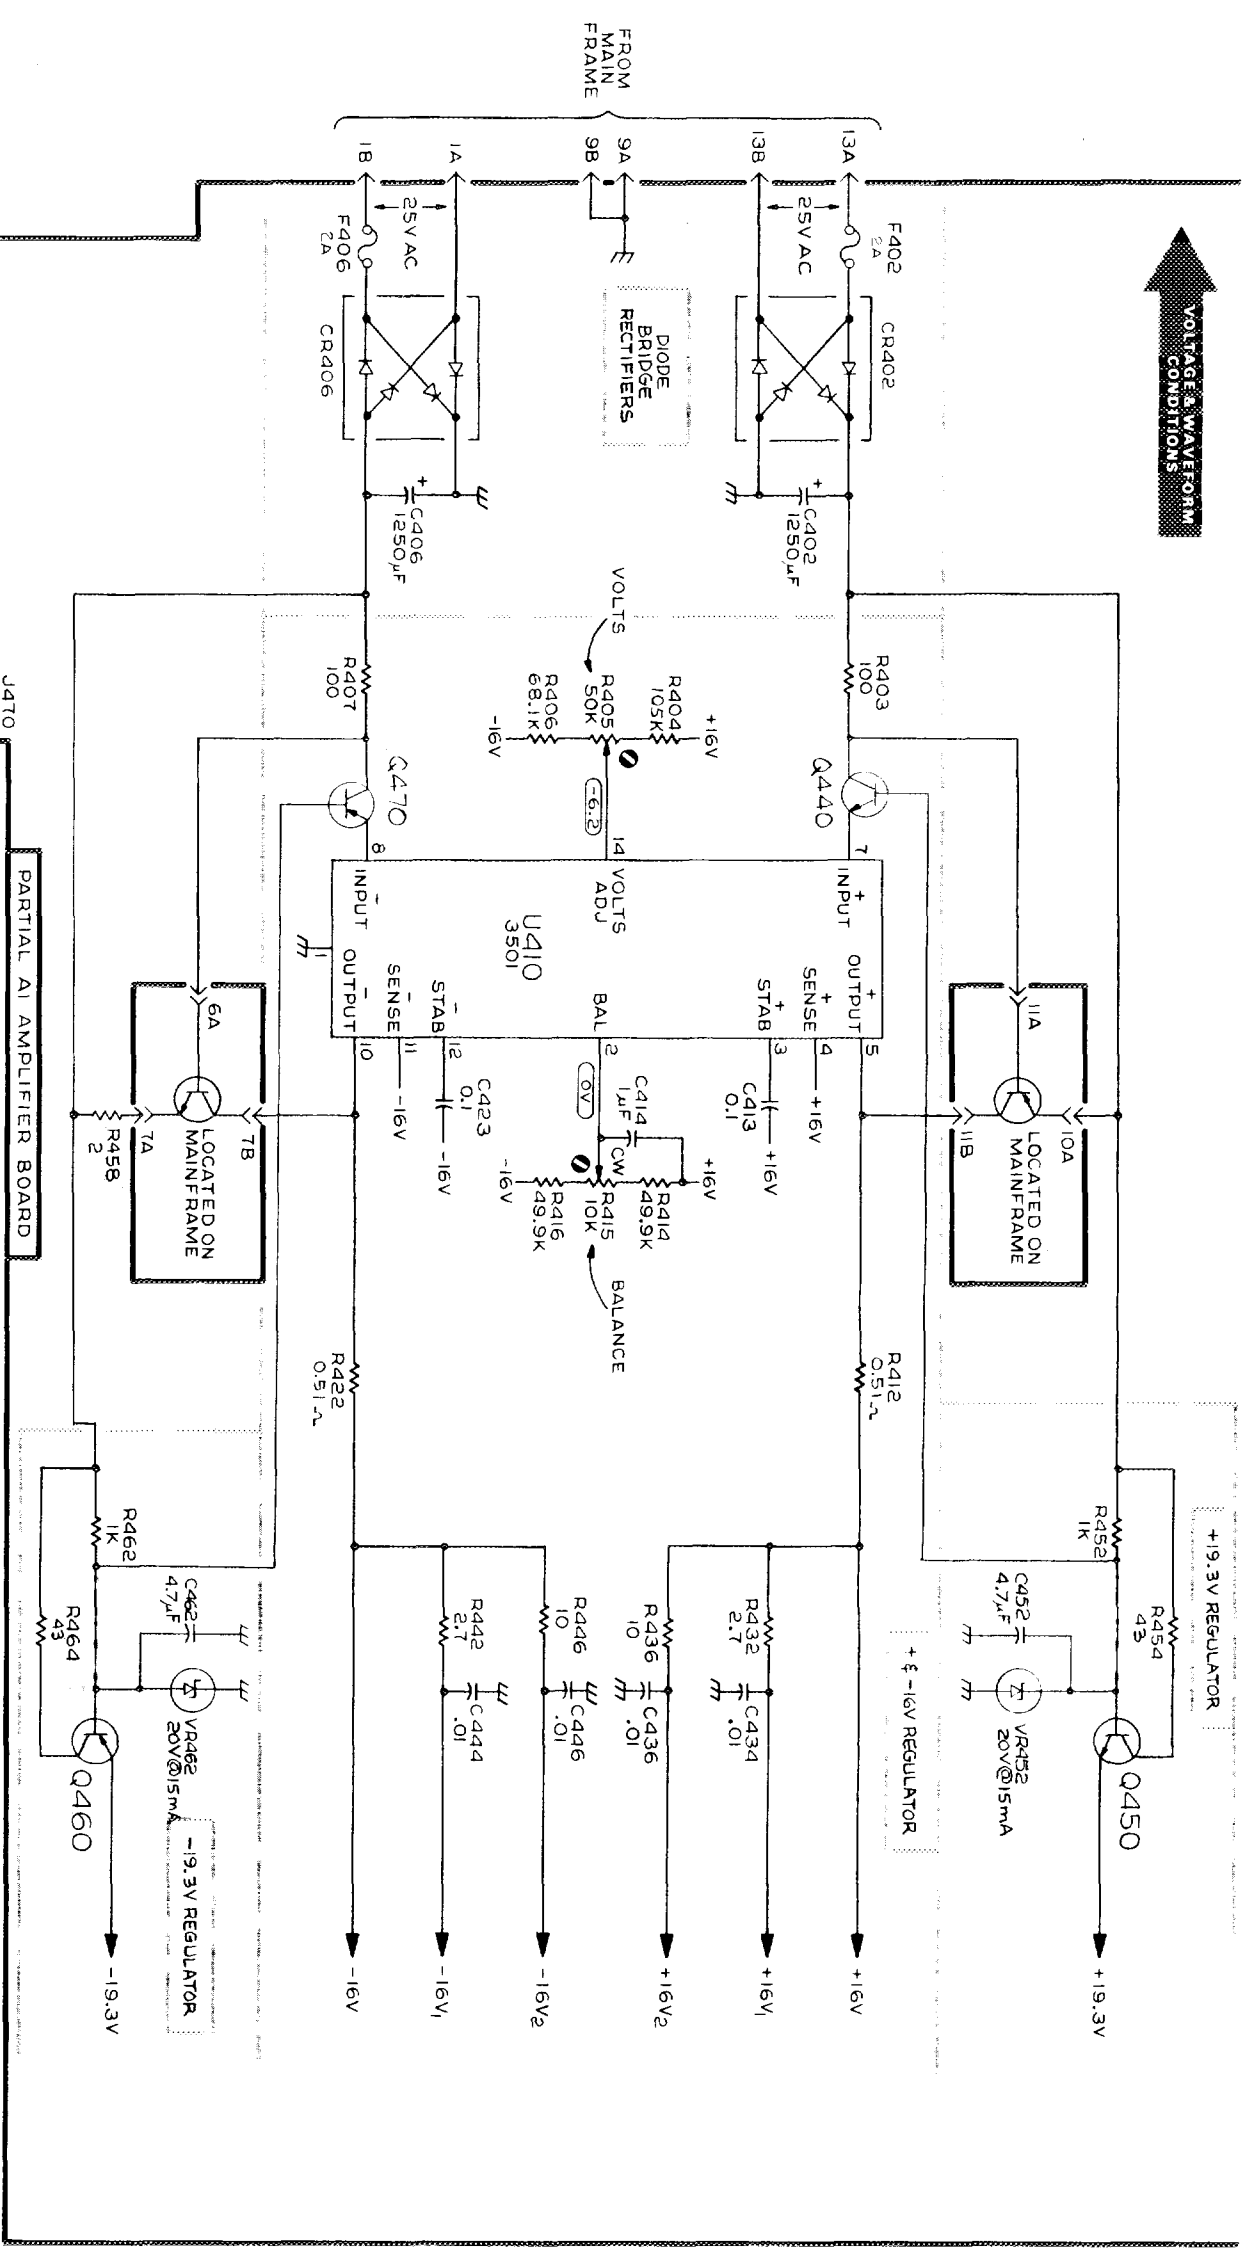 VOLTAGE & WAVEFORM
CONDITIONS
FROM
MAIN
FRAME
13A
13B
9A
9B
1A
1B
25VAC
25VAC
F402
2A
F406
2A
CR402
CR406
DIODE
BRIDGE
RECTIFIERS
+
C402
1250µF
+
C406
1250µF
R403
100
R407
100
VOLTS
+16V
R404
105K
R405
50K
R406
68.1K
-16V
-6.2
Q440
Q470
7
14
8
+
INPUT
VOLTS
ADJ
-
INPUT
U410
3501
1
+
OUTPUT
+
SENSE
+
STAB
BAL
-
STAB
-
SENSE
-
OUTPUT
5
4
3
2
12
11
10
+16V
C413
0.1
+16V
0V
C414
1µF
CW
+16V
R414
49.9K
R415
10K
R416
49.9K
-16V
BALANCE
C423
0.1
-16V
-16V
11A
10A
11B
LOCATED ON
MAINFRAME
6A
7B
7A
LOCATED ON
MAINFRAME
R458
2
R412
0.51Ω
R422
0.51Ω
+19.3V REGULATOR
R452
1K
R454
43
C452
4.7µF
VR452
20V@15mA
Q450
+19.3V
+ & -16V REGULATOR
R432
2.7
C434
.01
R436
10
C436
.01
R446
10
C446
.01
R442
2.7
C444
.01
+16V
+16V1
+16V2
-16V2
-16V1
-16V
R462
1K
R464
43
C462
4.7µF
VR462
20V@15mA
Q460
-19.3V REGULATOR
-19.3V
J470
PARTIAL A1 AMPLIFIER BOARD